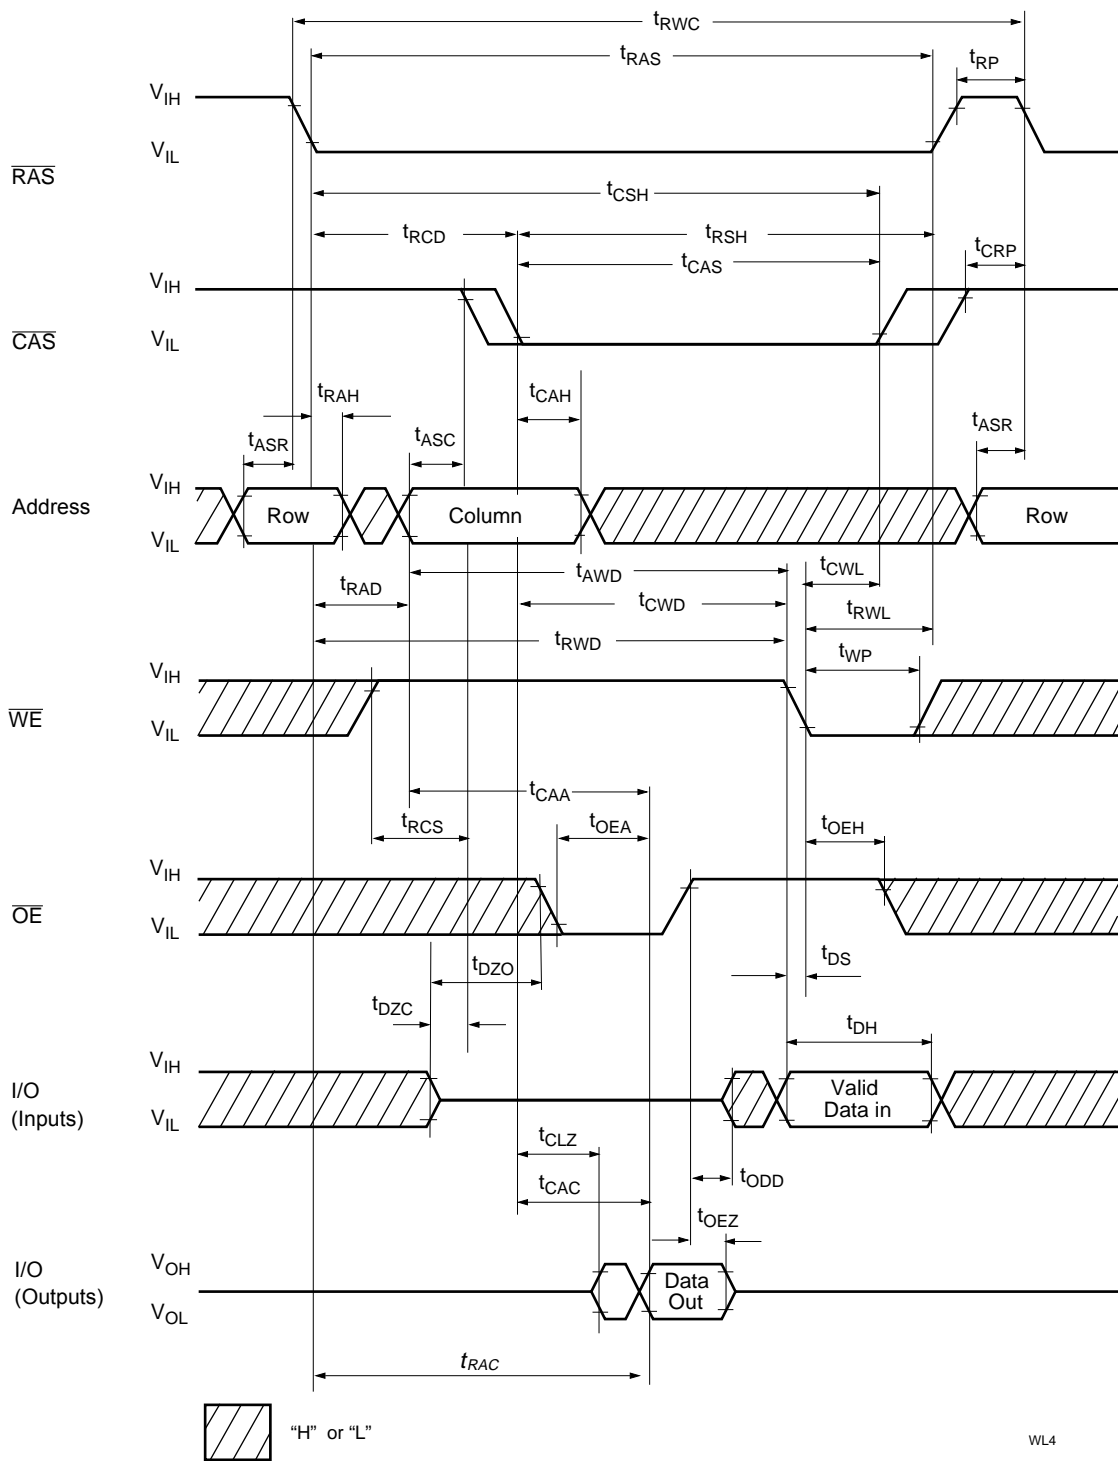 tRWC
tRAS
tRP
VIH
VIL
RAS
tCSH
tRCD
tRSH
tCAS
tCRP
VIH
CAS
VIL
tRAH
tCAH
tASR
tASC
tASR
VIH
Address
Row
Column
Row
VIL
tAWD
tCWL
tRAD
tCWD
tRWL
tRWD
tWP
VIH
WE
VIL
tCAA
tRCS
tOEA
tOEH
VIH
OE
VIL
tDZO
tDS
tDZC
tDH
VIH
I/O
(Inputs)
VIL
Valid
Data in
tCLZ
tODD
tCAC
tOEZ
VOH
I/O
(Outputs)
VOL
Data
Out
tRAC
“H” or “L”
WL4